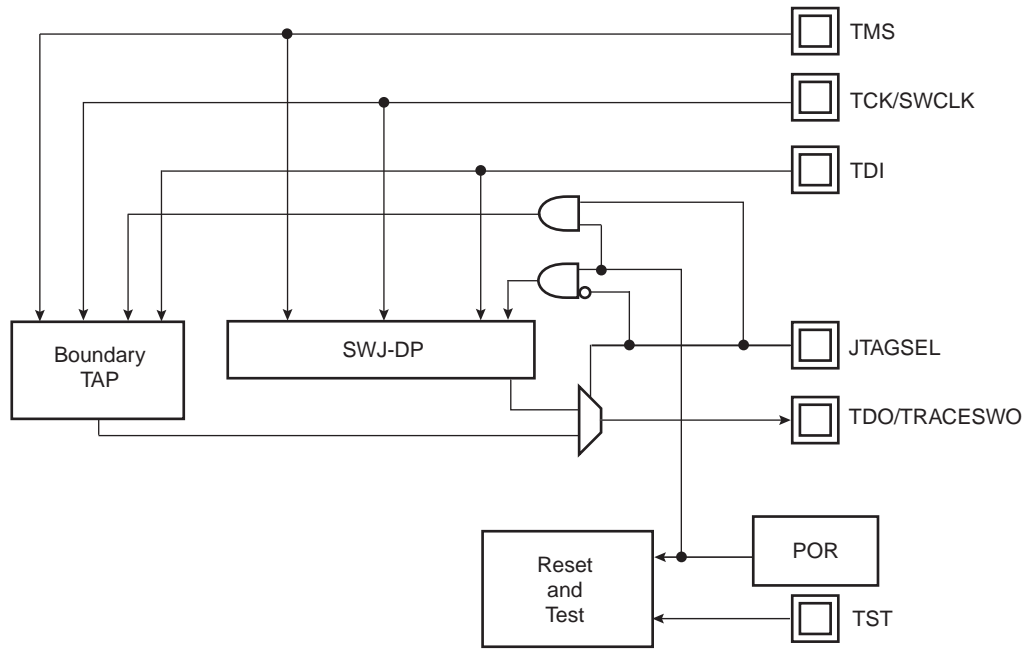 TMS
TCK/SWCLK
TDI
Boundary
TAP
SWJ-DP
JTAGSEL
TDO/TRACESWO
POR
Reset
and
Test
TST